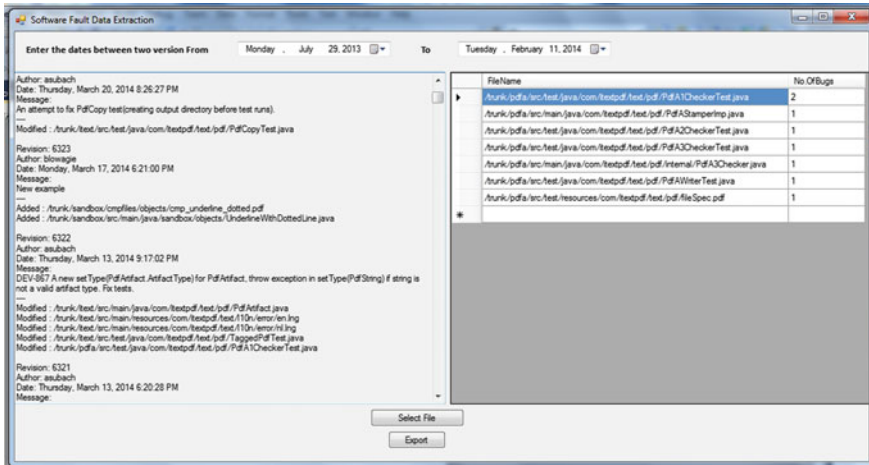 Software Fault Data Extraction
Enter the dates between two version From
Monday , July 29, 2013
To
Tuesday , February 11, 2014
Author: asubach
Date: Thursday, March 20, 2014 8:26:27 PM
Message:
An attempt to fix PdfCopy test(creating output directory before test runs).
----
Modified : /trunk/itext/src/test/java/com/itextpdf/text/pdf/PdfCopyTest.java
Revision: 6323
Author: blowagie
Date: Monday, March 17, 2014 6:21:00 PM
Message:
New example
----
Added : /trunk/sandbox/cmpfiles/objects/cmp_underline_dotted.pdf
Added : /trunk/sandbox/src/main/java/sandbox/objects/UnderlineWithDottedLine.java
Revision: 6322
Author: asubach
Date: Thursday, March 13, 2014 9:17:02 PM
Message:
DEV-867 A new setType(PdfArtifact.ArtifactType) for PdfArtifact, throw exception in setType(PdfString) if string is
not a valid artifact type. Fix tests.
----
Modified : /trunk/itext/src/main/java/com/itextpdf/text/pdf/PdfArtifact.java
Modified : /trunk/itext/src/main/resources/com/itextpdf/text/l10n/error/en.lng
Modified : /trunk/itext/src/main/resources/com/itextpdf/text/l10n/error/nl.lng
Modified : /trunk/itext/src/test/java/com/itextpdf/text/pdf/TaggedPdfTest.java
Modified : /trunk/pdfa/src/test/java/com/itextpdf/text/pdf/PdfA1CheckerTest.java
Revision: 6321
Author: asubach
Date: Thursday, March 13, 2014 6:20:28 PM
Message:
FileName No.OfBugs
/trunk/pdfa/src/test/java/com/itextpdf/text/pdf/PdfA1CheckerTest.java 2
/trunk/pdfa/src/main/java/com/itextpdf/text/pdf/PdfAStamperImp.java 1
/trunk/pdfa/src/test/java/com/itextpdf/text/pdf/PdfA2CheckerTest.java 1
/trunk/pdfa/src/test/java/com/itextpdf/text/pdf/PdfA3CheckerTest.java 1
/trunk/pdfa/src/main/java/com/itextpdf/text/pdf/internal/PdfA3Checker.java 1
/trunk/pdfa/src/test/java/com/itextpdf/text/pdf/PdfAWriterTest.java 1
/trunk/pdfa/src/test/resources/com/itextpdf/text/pdf/fileSpec.pdf 1
Select File
Export